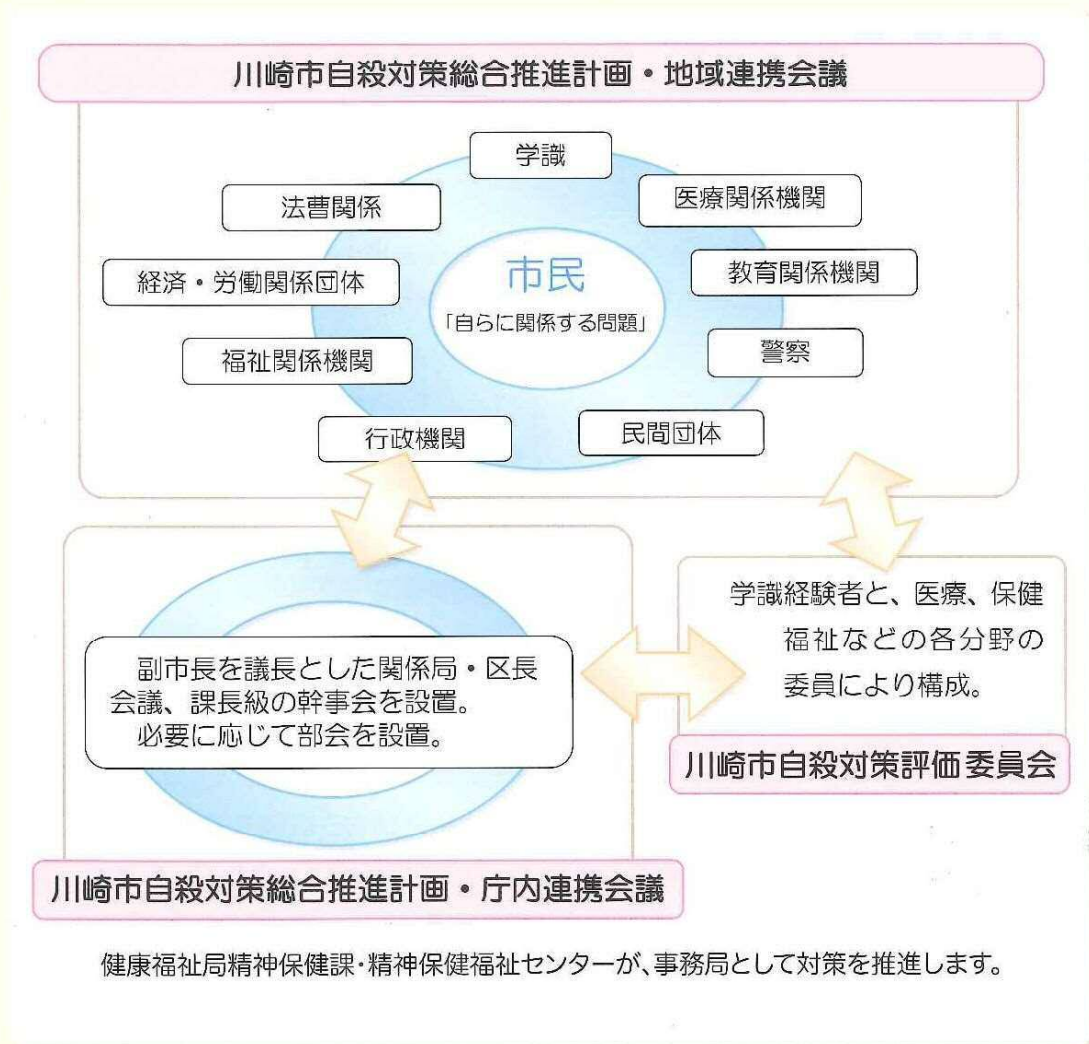 川崎市自殺対策総合推進計画・地域連携会議
学識
法曹関係
医療関係機関
経済・労働関係団体
市民
「自らに関係する問題」
教育関係機関
福祉関係機関
警察
行政機関
民間団体
副市長を議長とした関係局・区長
会議、課長級の幹事会を設置。
必要に応じて部会を設置。
川崎市自殺対策総合推進計画・庁内連携会議
学識経験者と、医療、保健
福祉などの各分野の
委員により構成。
川崎市自殺対策評価委員会
健康福祉局精神保健課・精神保健福祉センターが、事務局として対策を推進します。